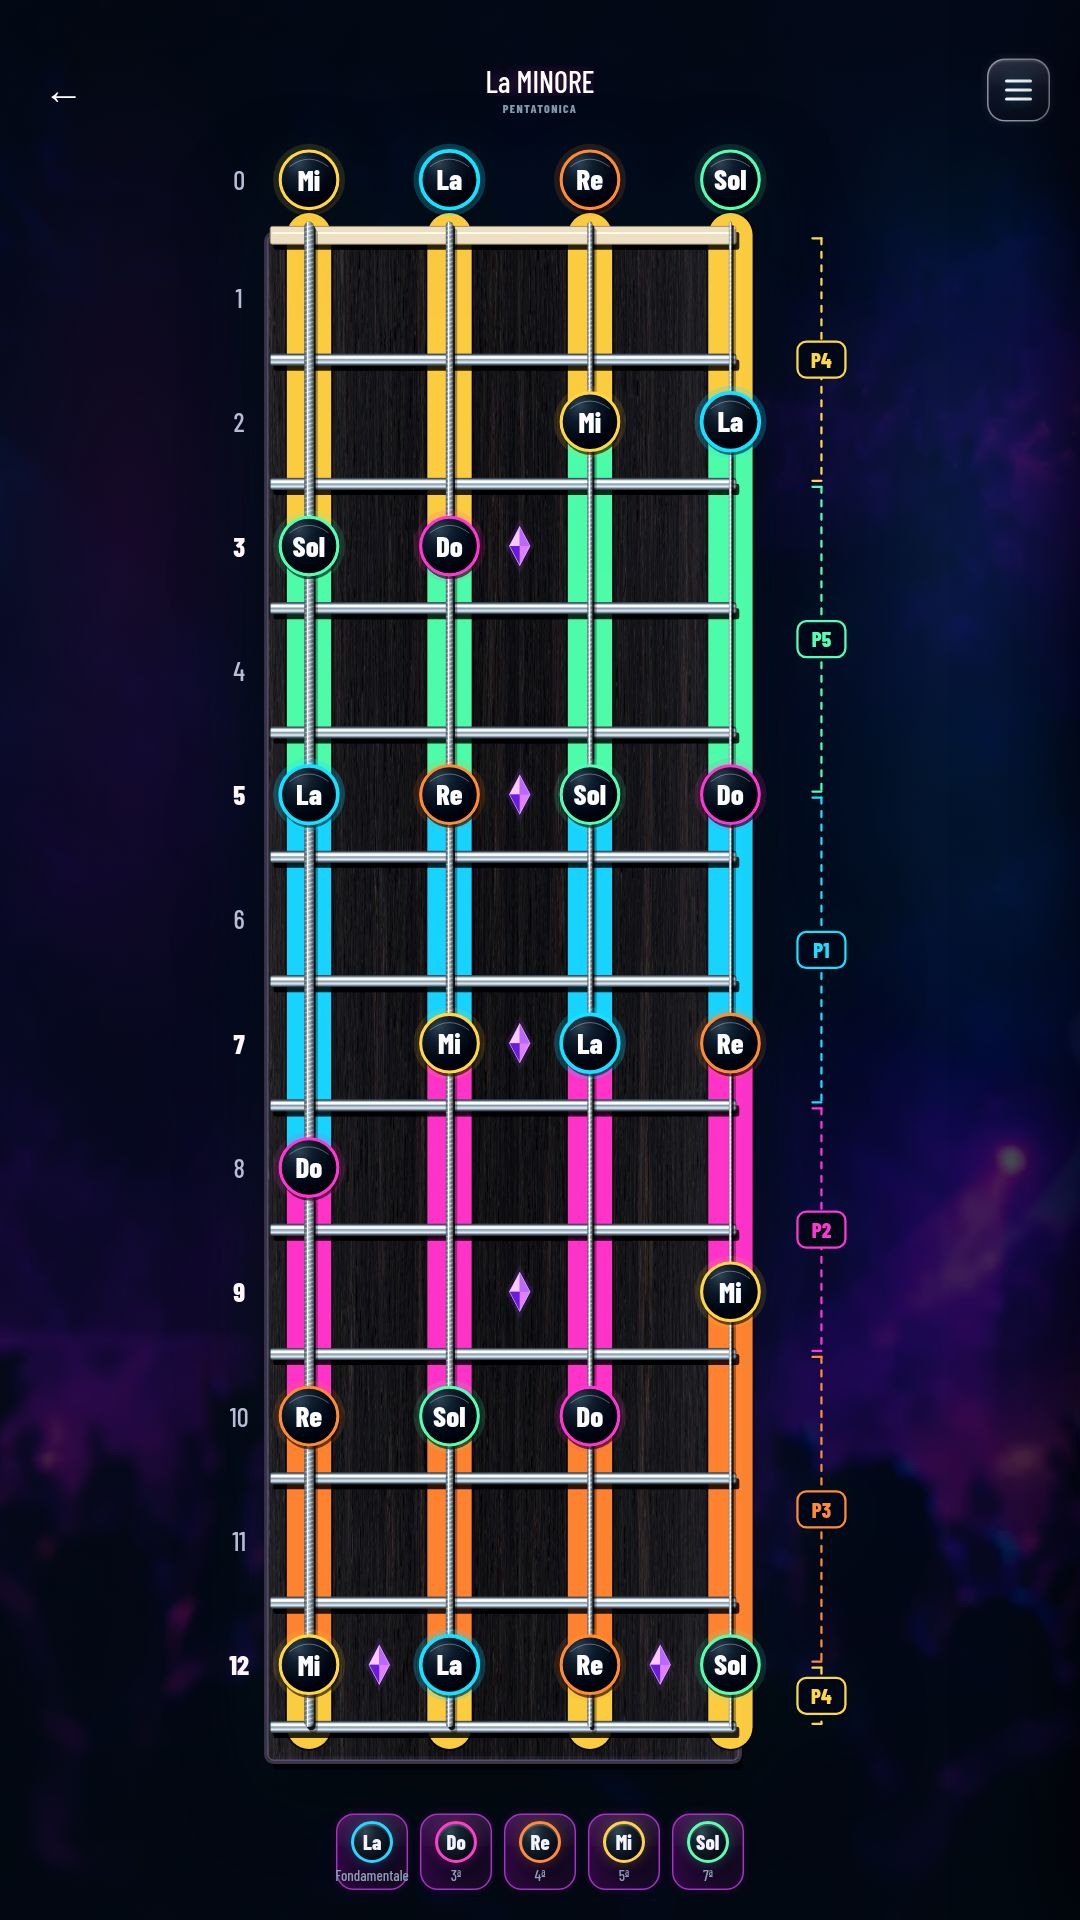 ←
La MINORE
PENTATONICA
0 Mi La Re Sol
1
P4
2 Mi La
3 Sol Do
P5
4
5 La Re Sol Do
6
P1
7 Mi La Re
8 Do
P2
9 Mi
10 Re Sol Do
P3
11
12 Mi La Re Sol
P4
La Do Re Mi Sol
Fondamentale 3ª 4ª 5ª 7ª